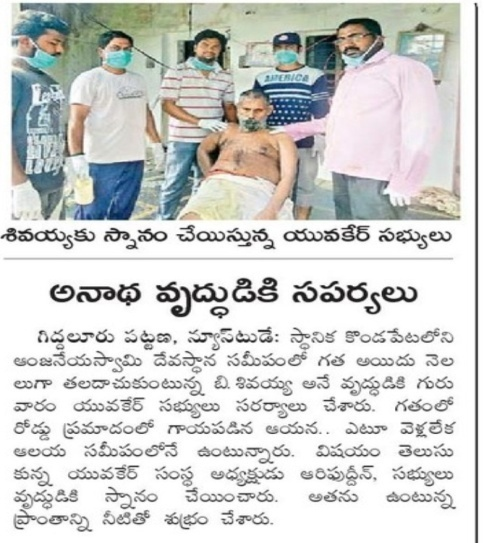 AMERICA
శివయ్యకు స్నానం చేయిస్తున్న యువకేర్ సభ్యులు
అనాథ వృద్ధుడికి సపర్యలు
గిద్దలూరు పట్టణ, న్యూస్‌టుడే: స్థానిక కొండపేటలోని
ఆంజనేయస్వామి దేవస్థాన సమీపంలో గత అయిదు నెల
లుగా తలదాచుకుంటున్న బి.శివయ్య అనే వృద్ధుడికి గురు
వారం యువకేర్ సభ్యులు సరర్యాలు చేశారు. గతంలో
రోడ్డు ప్రమాదంలో గాయపడిన ఆయన.. ఎటూ వెళ్లలేక
ఆలయ సమీపంలోనే ఉంటున్నారు. విషయం తెలుసు
కున్న యువకేర్ సంస్థ అధ్యక్షుడు ఆరిఫుద్దీన్, సభ్యులు
వృద్ధుడికి స్నానం చేయించారు. అతను ఉంటున్న
ప్రాంతాన్ని నీటితో శుభ్రం చేశారు.